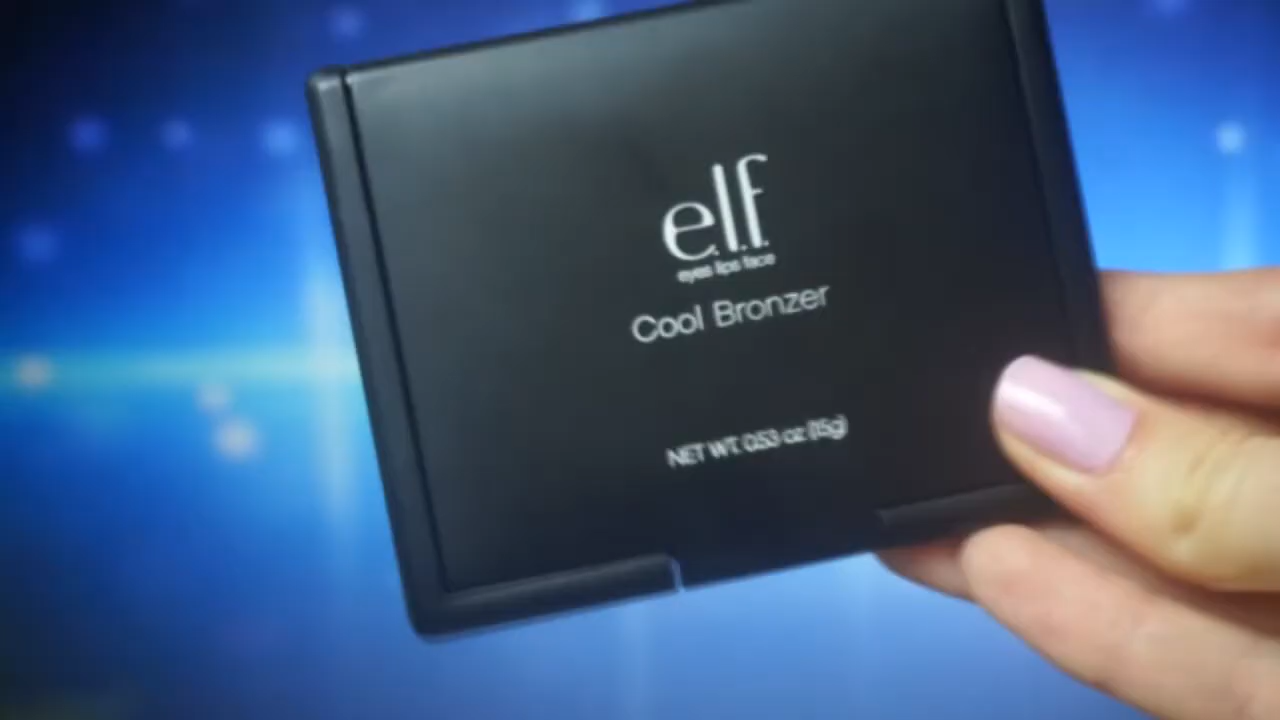 e.l.f.
eyes lips face
Cool Bronzer
NET WT. 0.53 oz (15g)